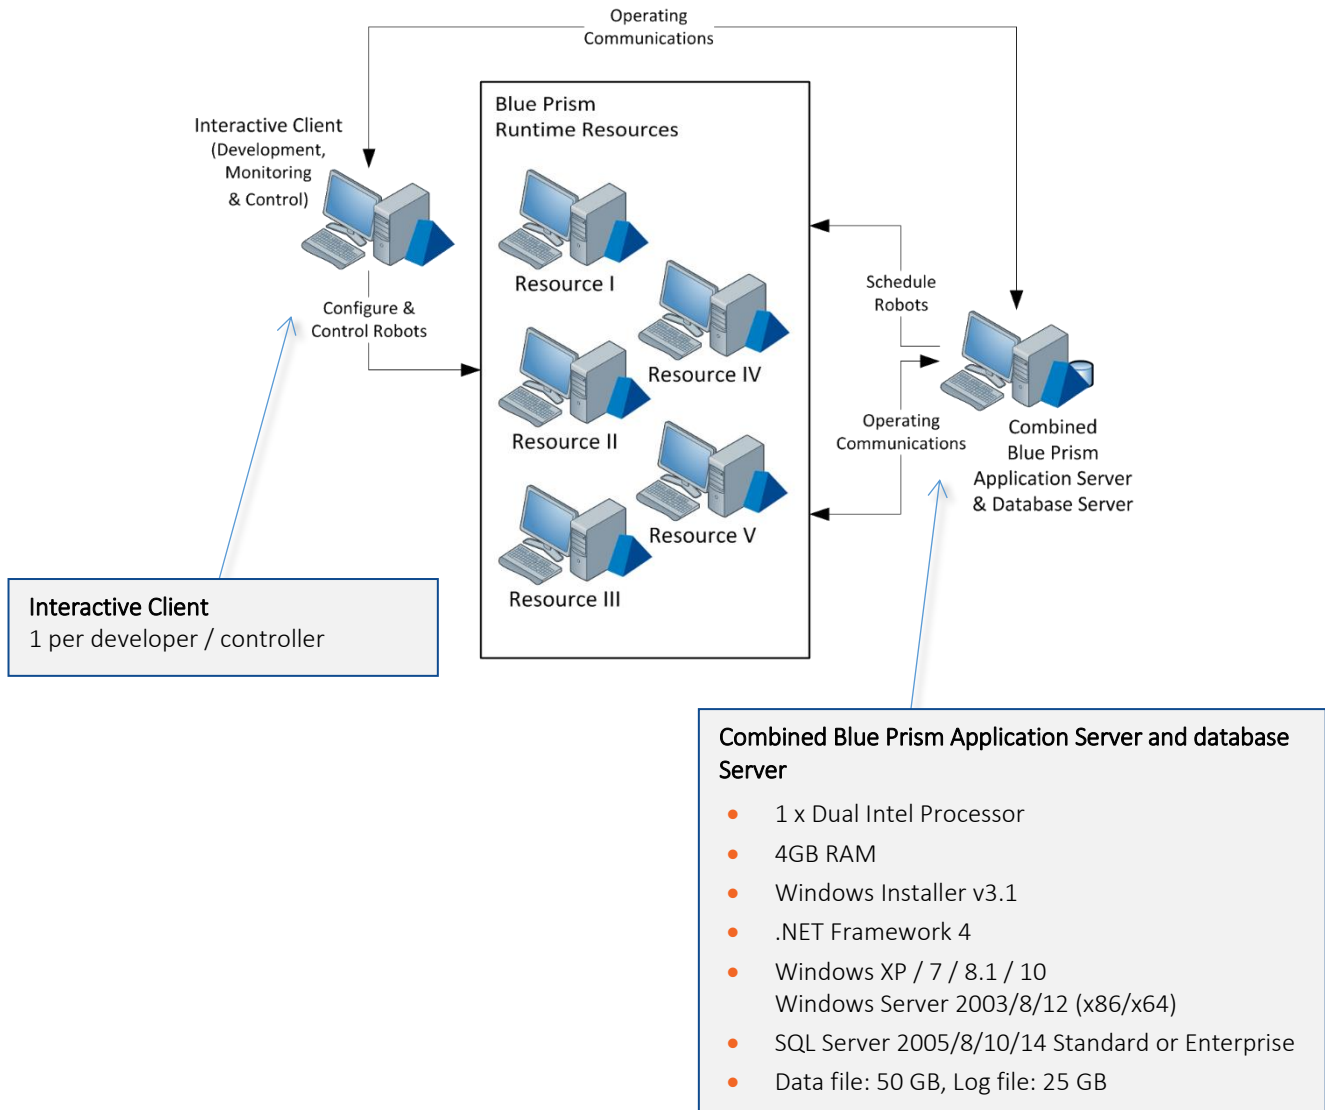 Operating
Communications
Blue Prism
Runtime Resources
Interactive Client
(Development,
Monitoring
& Control)
Resource I
Schedule
Robots
Configure &
Control Robots
Resource IV
Resource II
Operating
Communications
Combined
Blue Prism
Application Server
& Database Server
Resource V
Resource III
Interactive Client
1 per developer / controller
Combined Blue Prism Application Server and database
Server
• 1 x Dual Intel Processor
• 4GB RAM
• Windows Installer v3.1
• .NET Framework 4
• Windows XP / 7 / 8.1 / 10
Windows Server 2003/8/12 (x86/x64)
• SQL Server 2005/8/10/14 Standard or Enterprise
• Data file: 50 GB, Log file: 25 GB